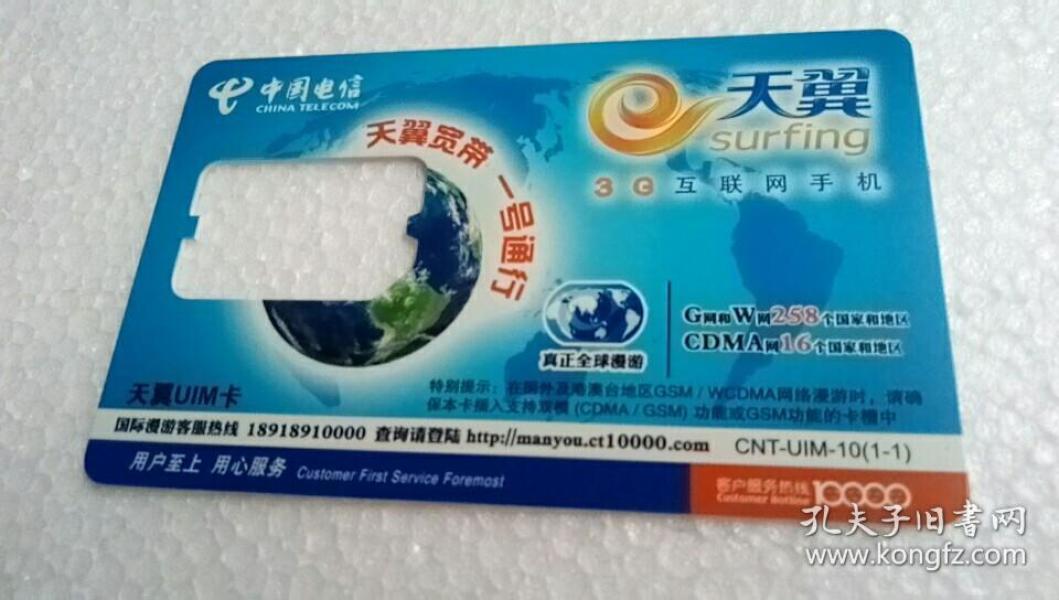 中国电信
CHINA TELECOM
天翼
surfing
3G互联网手机
天翼宽带 一号通行
G网和W网258个国家和地区
CDMA网16个国家和地区
真正全球漫游
天翼UIM卡
特别提示：在国外及港澳台地区GSM / WCDMA网络漫游时，请确
保本卡插入支持双模 (CDMA / GSM) 功能或GSM功能的卡槽中
国际漫游客服热线 18918910000 查询请登陆 http://manyou.ct10000.com
CNT-UIM-10(1-1)
用户至上 用心服务 Customer First Service Foremost
客户服务热线
Customer Hotline
10000
孔夫子旧書网
www.kongfz.com